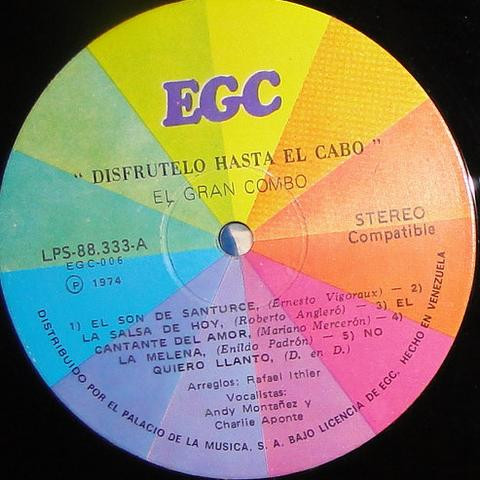 EGC
" DISFRUTELO HASTA EL CABO "
EL GRAN COMBO
STEREO
Compatible
LPS-88.333-A
EGC-006
Ⓟ 1974
1) EL SON DE SANTURCE, (Ernesto Vigoraux) — 2)
LA SALSA DE HOY, (Roberto Angleró) — 3) EL
CANTANTE DEL AMOR, (Mariano Mercerón) — 4)
LA MELENA, (Enildo Padrón) — 5) NO
QUIERO LLANTO, (D. en D.)
Arreglos: Rafael Ithier
Vocalistas:
Andy Montañez y
Charlie Aponte
DISTRIBUIDO POR EL PALACIO DE LA MUSICA, S. A. BAJO LICENCIA DE EGC. HECHO EN VENEZUELA